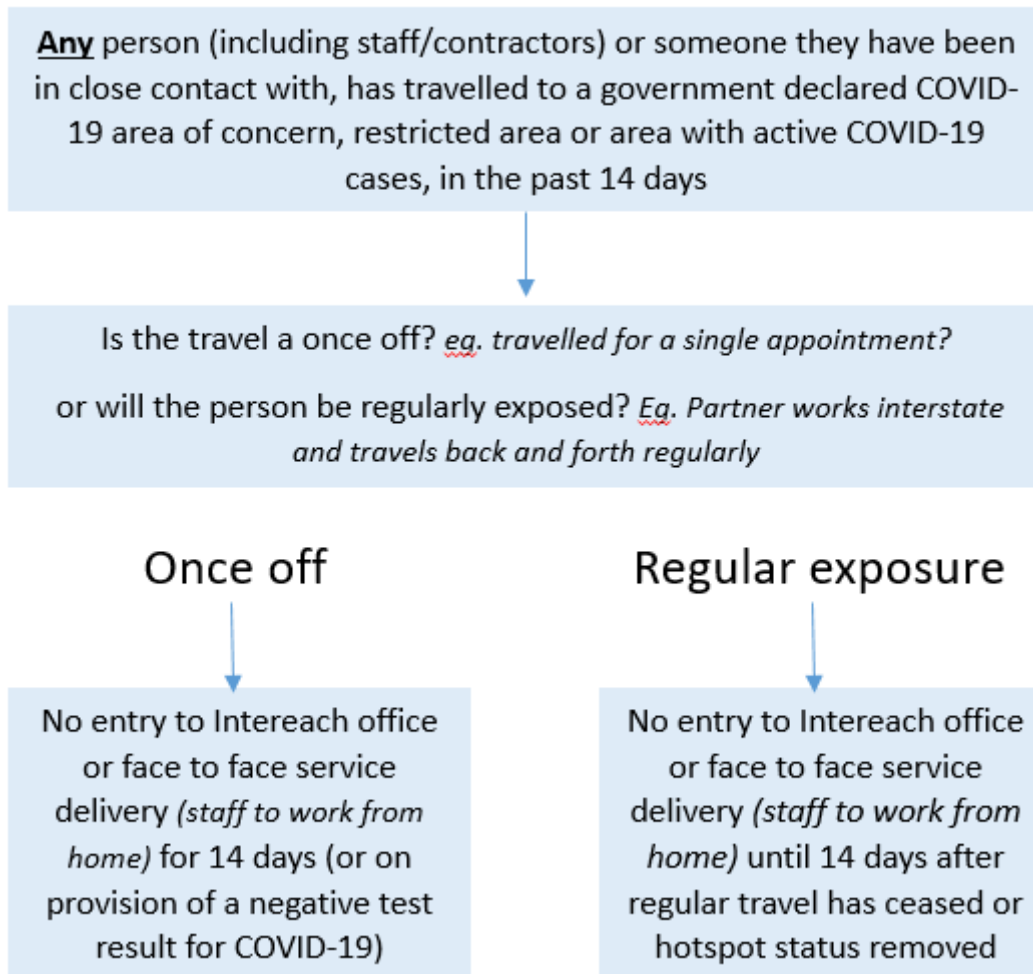 Any person (including staff/contractors) or someone they have been
in close contact with, has travelled to a government declared COVID-
19 area of concern, restricted area or area with active COVID-19
cases, in the past 14 days
Is the travel a once off? eg. travelled for a single appointment?
or will the person be regularly exposed? Eg. Partner works interstate
and travels back and forth regularly
Once off
Regular exposure
No entry to Intereach office
or face to face service
delivery (staff to work from
home) for 14 days (or on
provision of a negative test
result for COVID-19)
No entry to Intereach office
or face to face service
delivery (staff to work from
home) until 14 days after
regular travel has ceased or
hotspot status removed